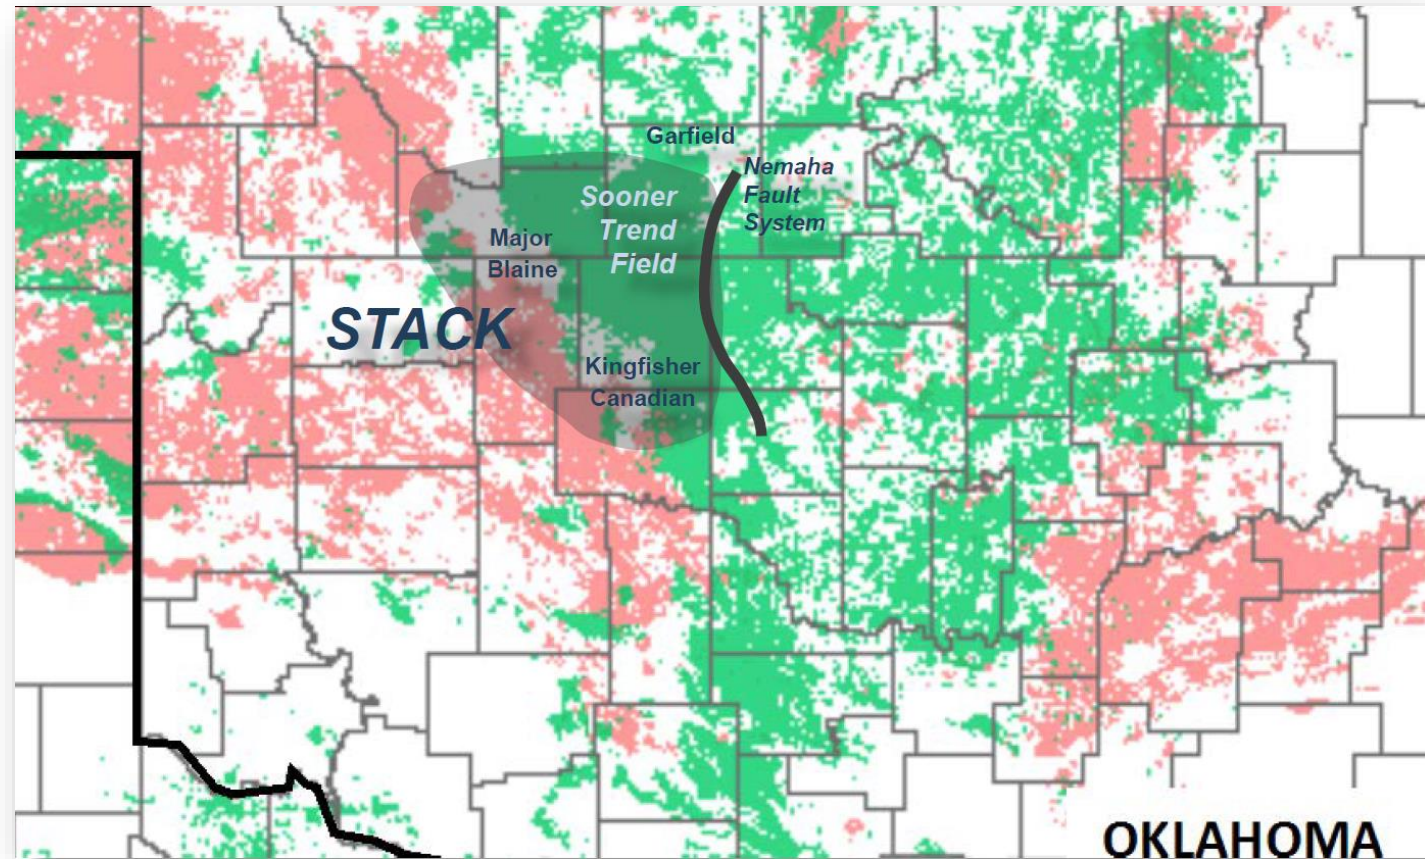 Garfield
Nemaha
Fault
System
Sooner
Trend
Field
Major
Blaine
STACK
Kingfisher
Canadian
OKLAHOMA